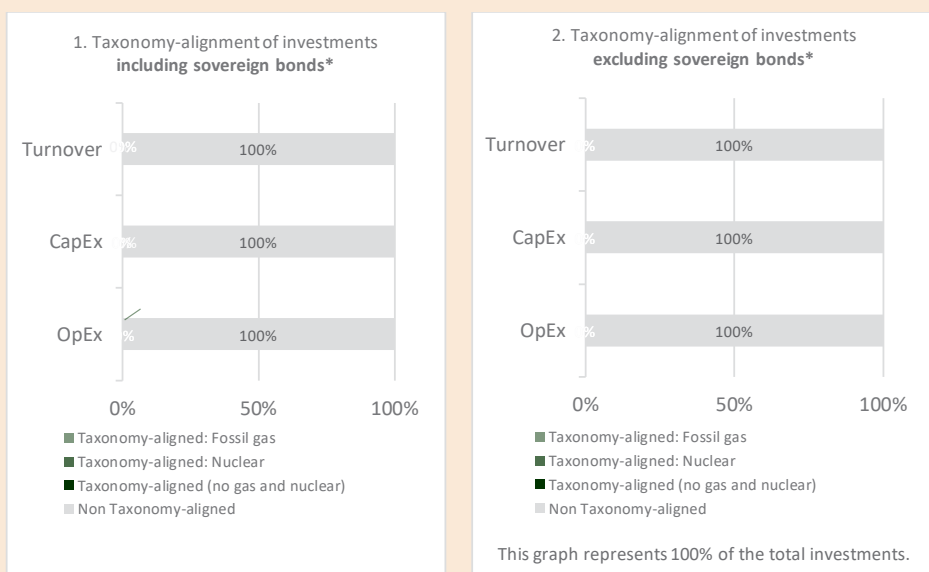 1. Taxonomy-alignment of investments
including sovereign bonds*
Turnover 0% 100%
CapEx 0% 100%
OpEx % 100%
0% 50% 100%
Taxonomy-aligned: Fossil gas
Taxonomy-aligned: Nuclear
Taxonomy-aligned (no gas and nuclear)
Non Taxonomy-aligned
2. Taxonomy-alignment of investments
excluding sovereign bonds*
Turnover % 100%
CapEx % 100%
OpEx % 100%
0% 50% 100%
Taxonomy-aligned: Fossil gas
Taxonomy-aligned: Nuclear
Taxonomy-aligned (no gas and nuclear)
Non Taxonomy-aligned
This graph represents 100% of the total investments.